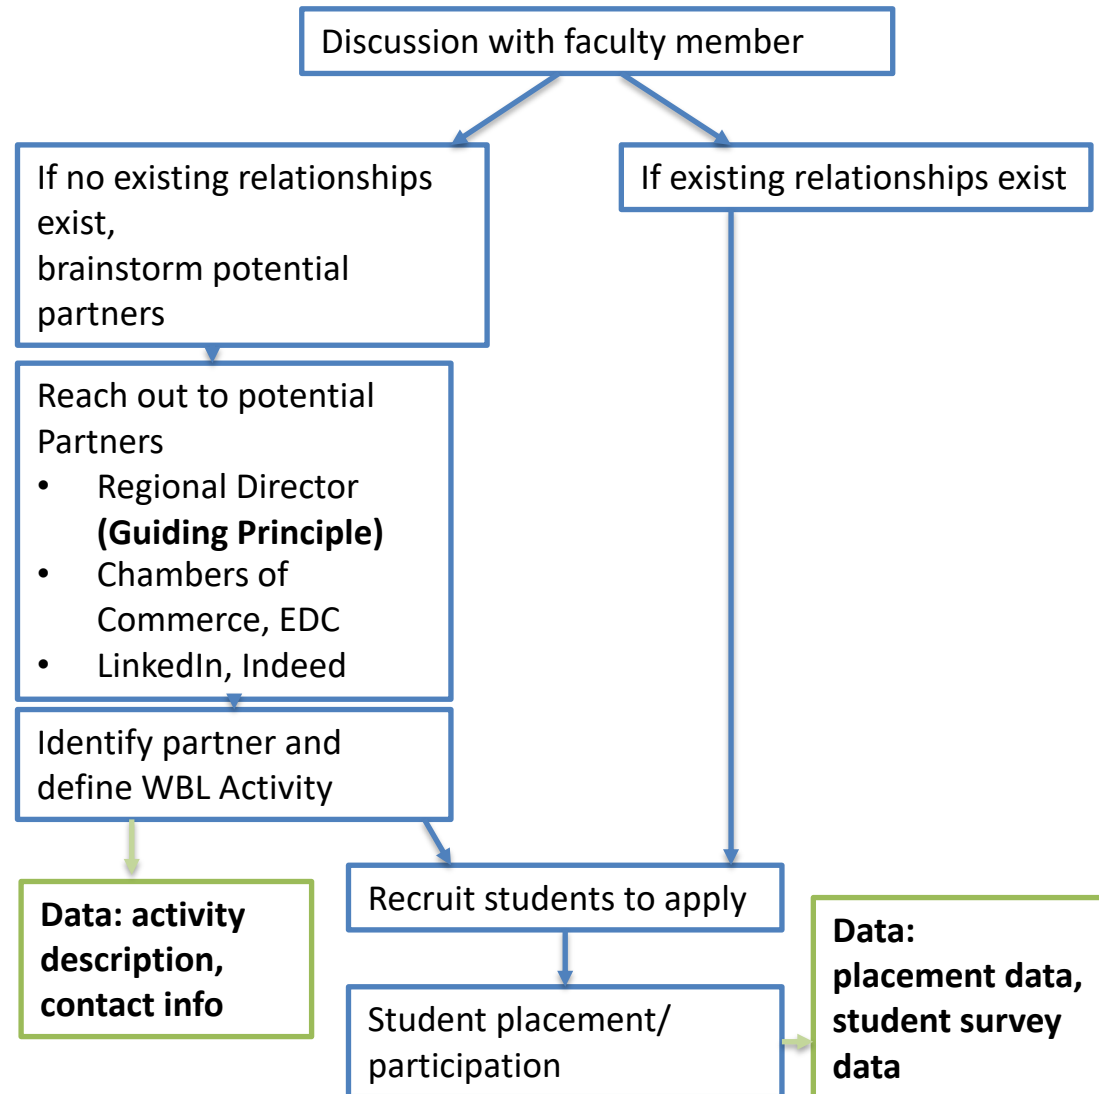 Discussion with faculty member
If no existing relationships
exist,
brainstorm potential
partners
If existing relationships exist
Reach out to potential
Partners
• Regional Director
(Guiding Principle)
• Chambers of
Commerce, EDC
• LinkedIn, Indeed
Identify partner and
define WBL Activity
Data: activity
description,
contact info
Recruit students to apply
Student placement/
participation
Data:
placement data,
student survey
data